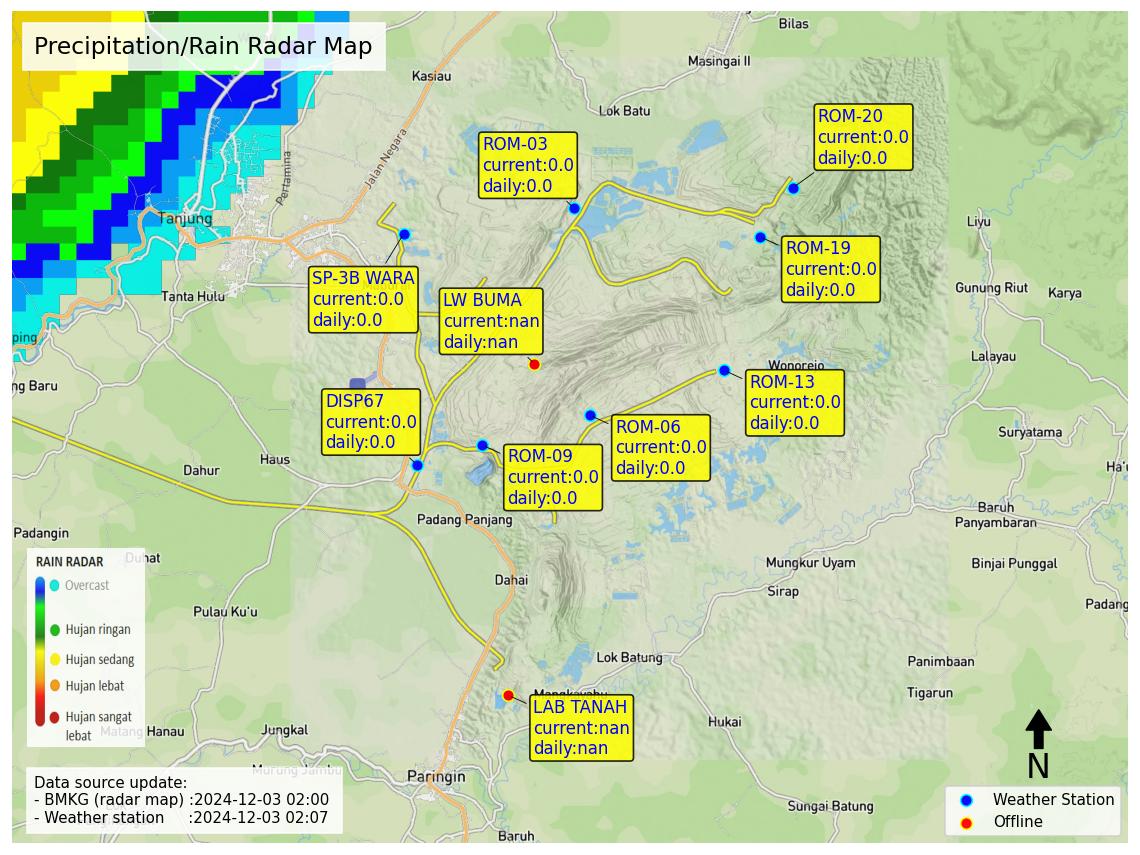 Precipitation/Rain Radar Map
Bilas
Masingai II
Kasiau
Lok Batu
Jalan Negara
Pertamina
Tanjung
Tanta Hulu
ROM-03
current:0.0
daily:0.0
ROM-20
current:0.0
daily:0.0
ROM-19
current:0.0
daily:0.0
SP-3B WARA
current:0.0
daily:0.0
LW BUMA
current:nan
daily:nan
Liyu
Gunung Riut
Karya
Lalayau
Wonorejo
ROM-13
current:0.0
daily:0.0
DISP67
current:0.0
daily:0.0
ROM-06
current:0.0
daily:0.0
ROM-09
current:0.0
daily:0.0
ping
ng Baru
Suryatama
Ha'u
Dahur
Haus
Padang Panjang
Baruh
Panyambaran
Padangin
Duhat
Dahai
Mungkur Uyam
Binjai Punggal
Sirap
Padang
Pulau Ku'u
RAIN RADAR
Overcast
Hujan ringan
Hujan sedang
Hujan lebat
Hujan sangat
lebat
Lok Batung
Panimbaan
Tigarun
Mangkayahu
LAB TANAH
current:nan
daily:nan
Matang Hanau
Jungkal
Hukai
Murung Jambu
Paringin
Sungai Batung
Baruh
Data source update:
- BMKG (radar map) :2024-12-03 02:00
- Weather station :2024-12-03 02:07
N
Weather Station
Offline